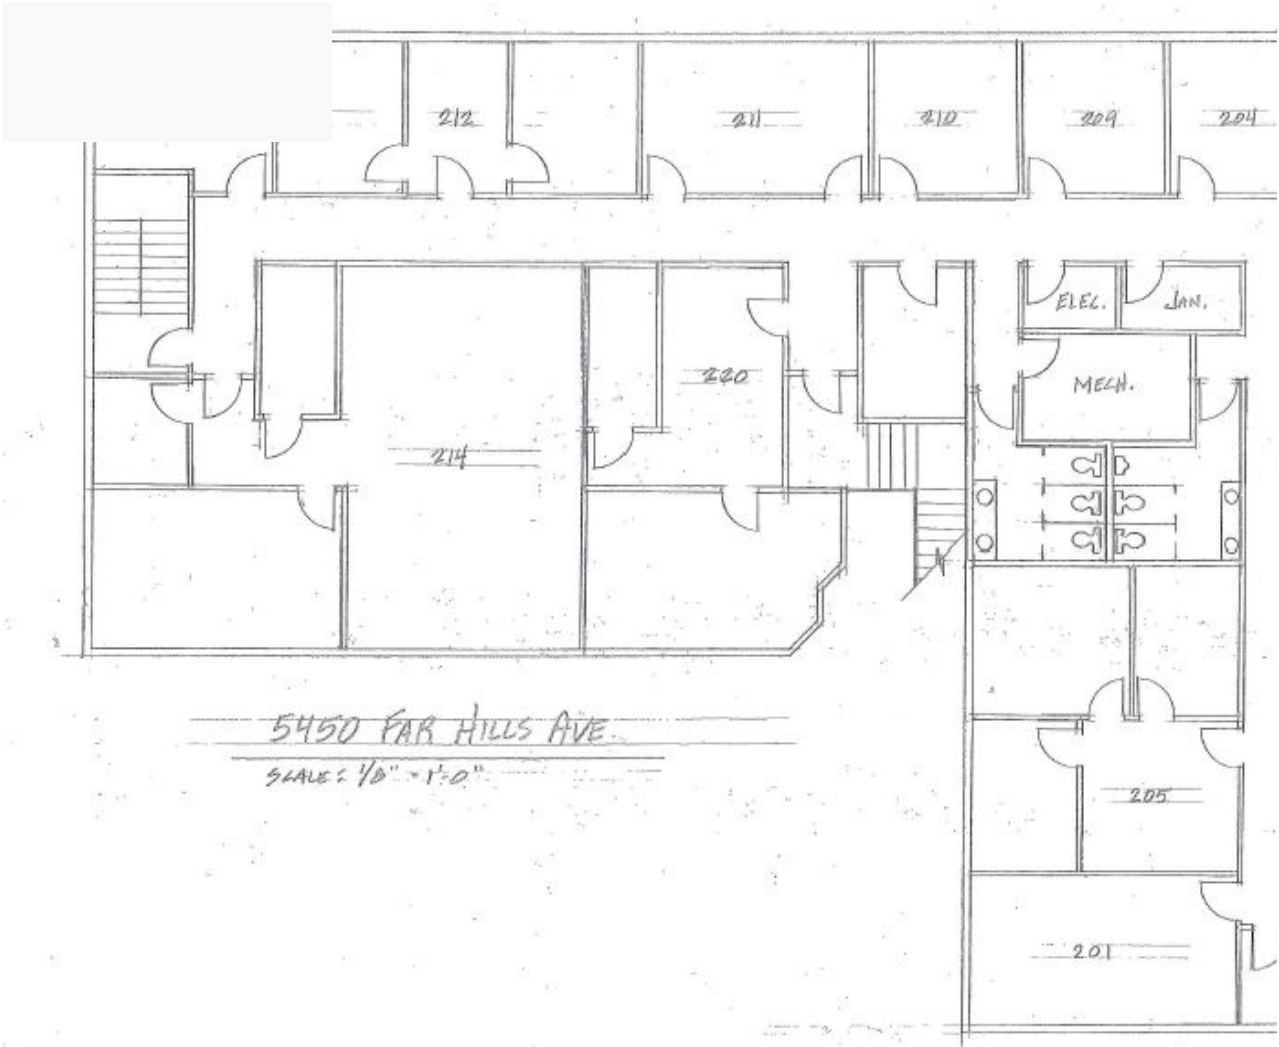 212
211
210
209
204
ELEC.
JAN.
220
MECH.
214
5450 FAR HILLS AVE.
SCALE: 1/8" = 1'-0"
205
201